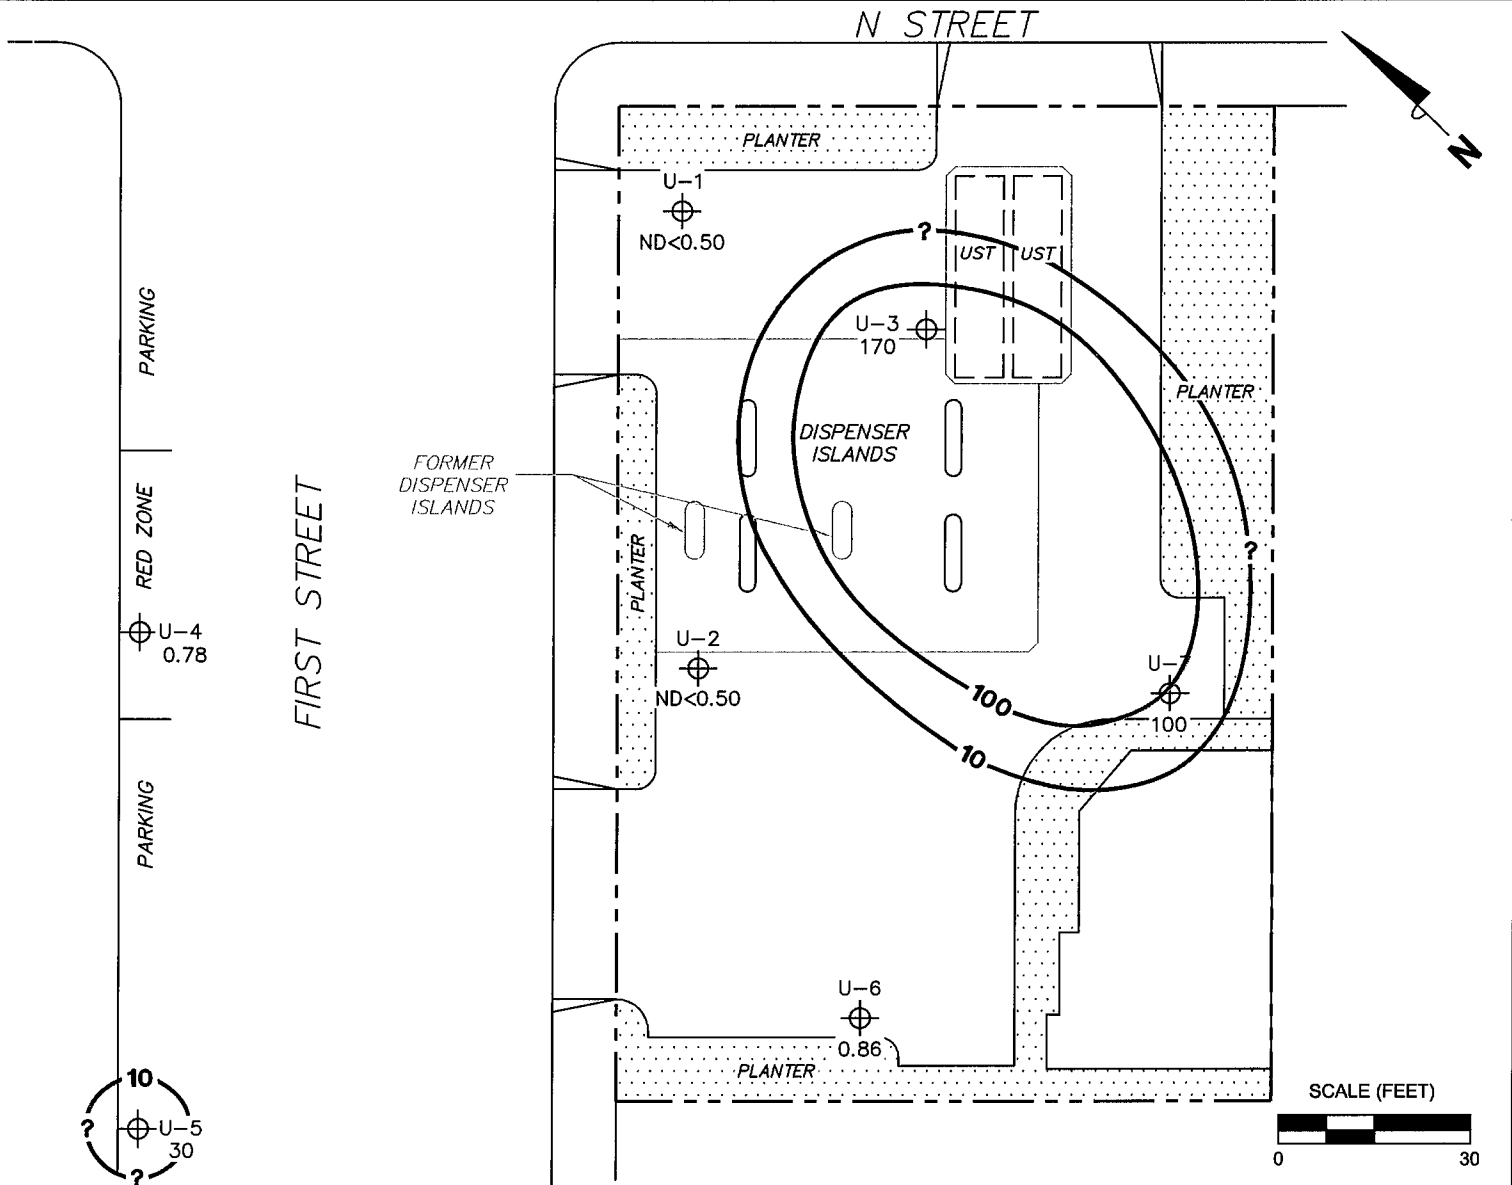 N STREET
N
PLANTER
U-1
ND<0.50
?
UST
UST
U-3
170
PARKING
PLANTER
DISPENSER
ISLANDS
FORMER
DISPENSER
ISLANDS
RED ZONE
FIRST STREET
PLANTER
?
U-4
0.78
U-2
ND<0.50
U-7
100
100
10
PARKING
U-6
0.86
PLANTER
10
?
U-5
30
?
SCALE (FEET)
0
30